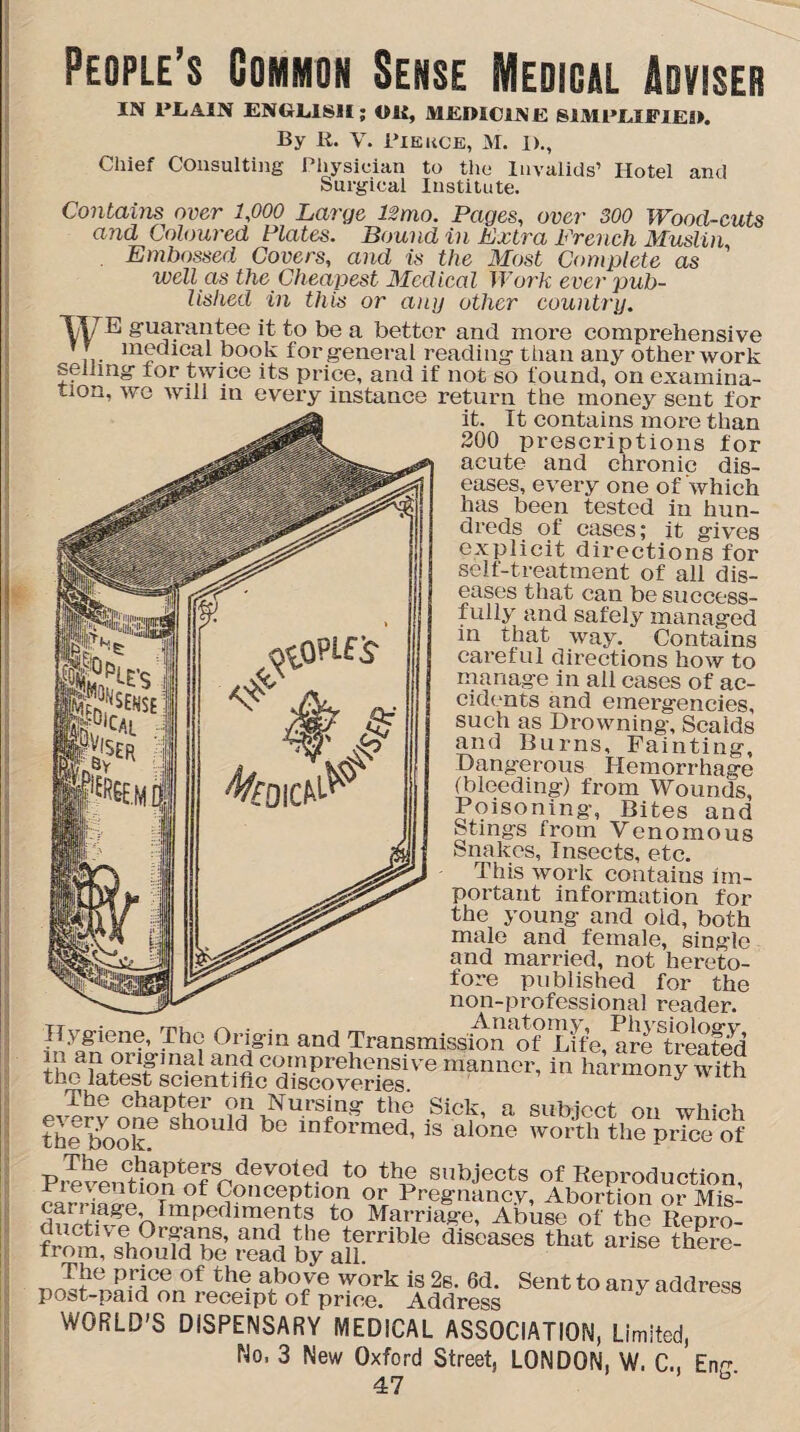 PEOPLE'S COMMON SENSE MEDICAL ADVISER
IN PLAIN ENGLISH; OR, MEDICINE SIMPLIFIED.
By R. V. PIERCE, M. D.,
Chief Consulting Physician to the Invalids' Hotel and
Surgical Institute.
Contains over 1,000 Large 12mo. Pages, over 300 Wood-cuts
and Coloured Plates. Bound in Extra French Muslin,
Embossed Covers, and is the Most Complete as
well as the Cheapest Medical Work ever pub-
lished in this or any other country.
WE guarantee it to be a better and more comprehensive
medical book for general reading than any other work
selling for twice its price, and if not so found, on examina-
tion, we will in every instance return the money sent for
it. It contains more than
200 prescriptions for
acute and chronic dis-
eases, every one of which
has been tested in hun-
dreds of cases; it gives
explicit directions for
self-treatment of all dis-
eases that can be success-
fully and safely managed
in that way. Contains
careful directions how to
manage in all cases of ac-
cidents and emergencies,
such as Drowning, Scalds
and Burns, Fainting,
Dangerous Hemorrhage
(bleeding) from Wounds,
Poisoning, Bites and
Stings from Venomous
Snakes, Insects, etc.
This work contains im-
portant information for
the young and old, both
male and female, single
and married, not hereto-
fore published for the
non-professional reader.
Anatomy, Physiology,
Hygiene, The Origin and Transmission of Life, are treated
in an original and comprehensive manner, in harmony with
the latest scientific discoveries.
The chapter on Nursing the Sick, a subject on which
every one should be informed, is alone worth the price of
the book.
The chapters devoted to the subjects of Reproduction,
Prevention of Conception or Pregnancy, Abortion or Mis-
carriage, Impediments to Marriage, Abuse of the Repro-
ductive Organs, and the terrible diseases that arise there-
from, should be read by all.
The price of the above work is 2s. 6d. Sent to any address
post-paid on receipt of price. Address
WORLD'S DISPENSARY MEDICAL ASSOCIATION, Limited,
No. 3 New Oxford Street, LONDON, W. C., Eng.
47
THE
PEOPLE'S
COMMON SENSE
MEDICAL
ADVISER
BY
R.V. PIERCE. M.D.
THE PEOPLE'S
MEDICAL ADVISER.